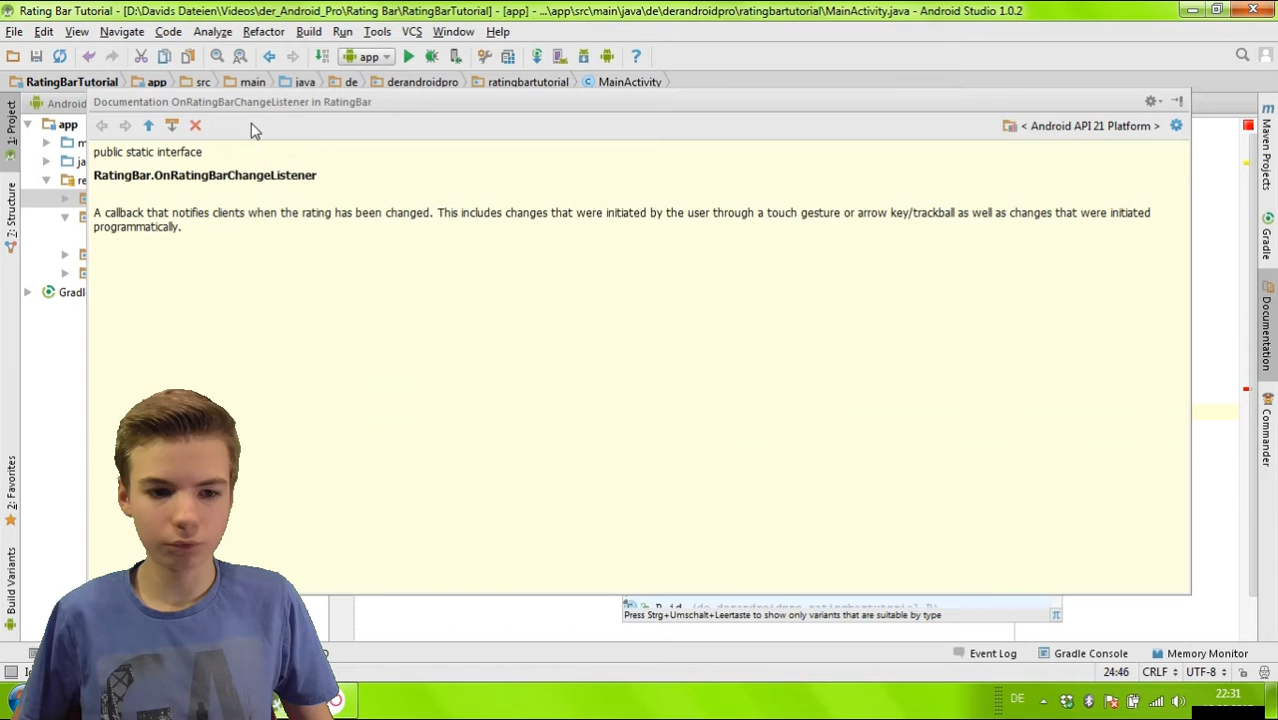 Rating Bar Tutorial - [D:\Davids Dateien\Videos\der_Android_Pro\Rating Bar\RatingBarTutorial] - [app] - ...\app\src\main\java\de\derandroidpro\ratingbartutorial\MainActivity.java - Android Studio 1.0.2
File Edit View Navigate Code Analyze Refactor Build Run Tools VCS Window Help
app
RatingBarTutorial app src main java de derandroidpro ratingbartutorial MainActivity
1: Project
Android
Documentation OnRatingBarChangeListener in RatingBar
app
< Android API 21 Platform >
m
ja
re
public static interface
RatingBar.OnRatingBarChangeListener
A callback that notifies clients when the rating has been changed. This includes changes that were initiated by the user through a touch gesture or arrow key/trackball as well as changes that were initiated
programmatically.
7: Structure
Gradl
2: Favorites
Build Variants
Maven Projects
Gradle
Documentation
Commander
Press Strg+Umschalt+Leertaste to show only variants that are suitable by type
Event Log Gradle Console Memory Monitor
24:46 CRLF UTF-8
DE
22:31